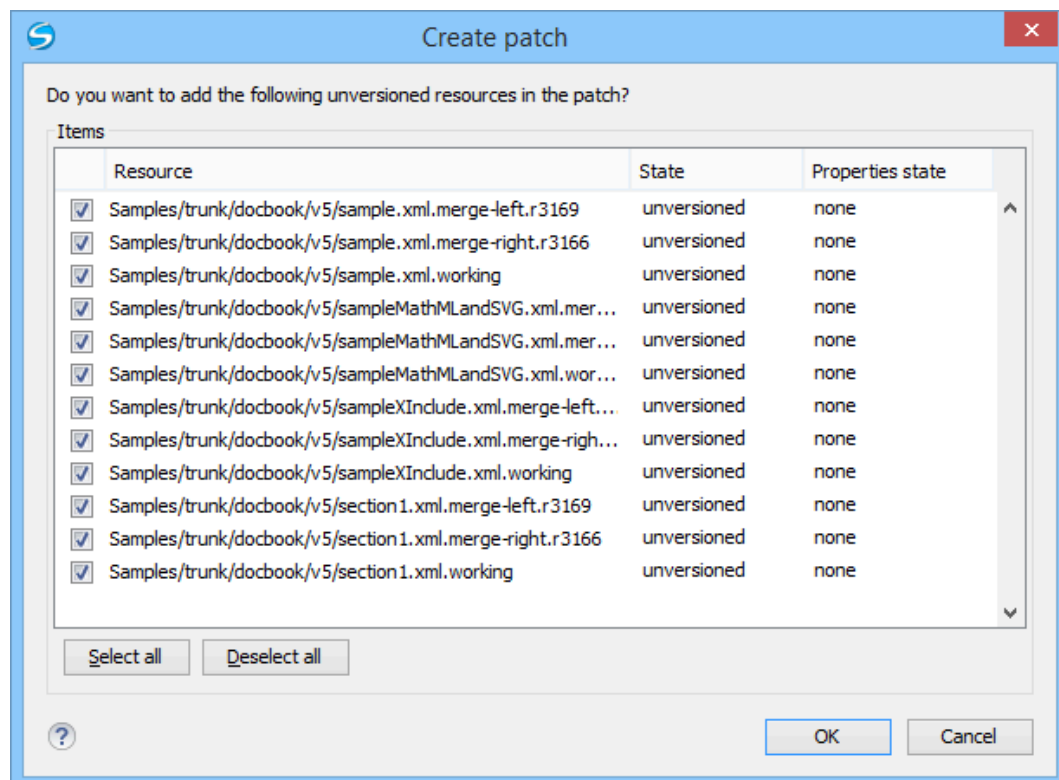 Create patch
Do you want to add the following unversioned resources in the patch?
Items
Resource State Properties state
Samples/trunk/docbook/v5/sample.xml.merge-left.r3169 unversioned none
Samples/trunk/docbook/v5/sample.xml.merge-right.r3166 unversioned none
Samples/trunk/docbook/v5/sample.xml.working unversioned none
Samples/trunk/docbook/v5/sampleMathMLandSVG.xml.mer... unversioned none
Samples/trunk/docbook/v5/sampleMathMLandSVG.xml.mer... unversioned none
Samples/trunk/docbook/v5/sampleMathMLandSVG.xml.wor... unversioned none
Samples/trunk/docbook/v5/sampleXInclude.xml.merge-left... unversioned none
Samples/trunk/docbook/v5/sampleXInclude.xml.merge-righ... unversioned none
Samples/trunk/docbook/v5/sampleXInclude.xml.working unversioned none
Samples/trunk/docbook/v5/section1.xml.merge-left.r3169 unversioned none
Samples/trunk/docbook/v5/section1.xml.merge-right.r3166 unversioned none
Samples/trunk/docbook/v5/section1.xml.working unversioned none
Select all Deselect all
? OK Cancel